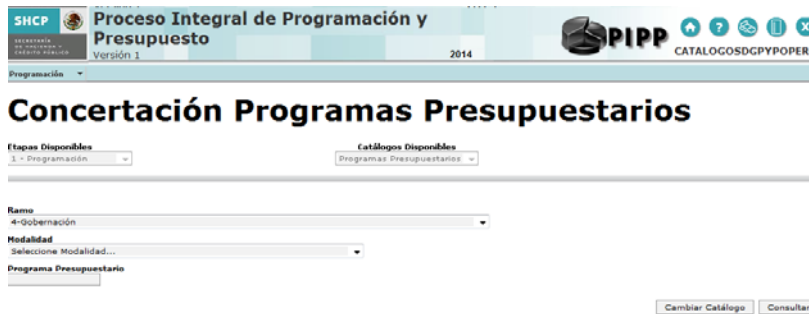 SHCP
SECRETARÍA
DE HACIENDA Y
CRÉDITO PÚBLICO
Proceso Integral de Programación y
Presupuesto
Versión 1
2014
PIPP
CATALOGOSDGPYPOPER
Programación
Concertación Programas Presupuestarios
Etapas Disponibles
Catálogos Disponibles
1 - Programación
Programas Presupuestarios
Ramo
4-Gobernación
Modalidad
Seleccione Modalidad...
Programa Presupuestario
Cambiar Catálogo
Consultar